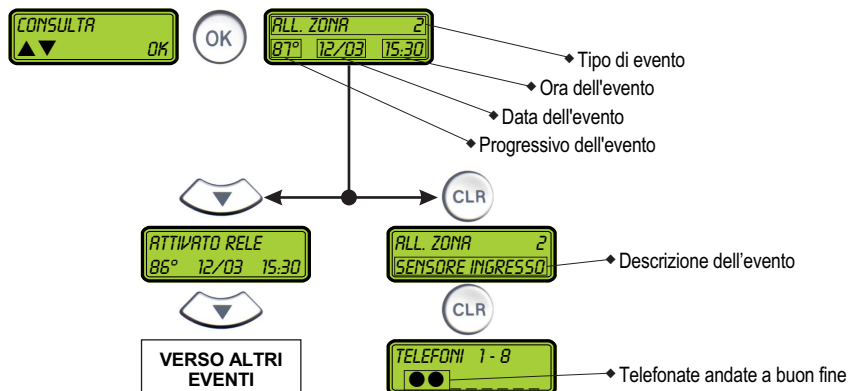 CONSULTA
▲▼ OK
OK
ALL. ZONA 2
87° 12/03 15:30
Tipo di evento
Ora dell'evento
Data dell'evento
Progressivo dell'evento
CLR
ATTIVATO RELE
86° 12/03 15:30
ALL. ZONA 2
SENSORE INGRESSO
Descrizione dell'evento
CLR
VERSO ALTRI
EVENTI
TELEFONI 1 - 8
●● _ _ _ _ _ _
Telefonate andate a buon fine